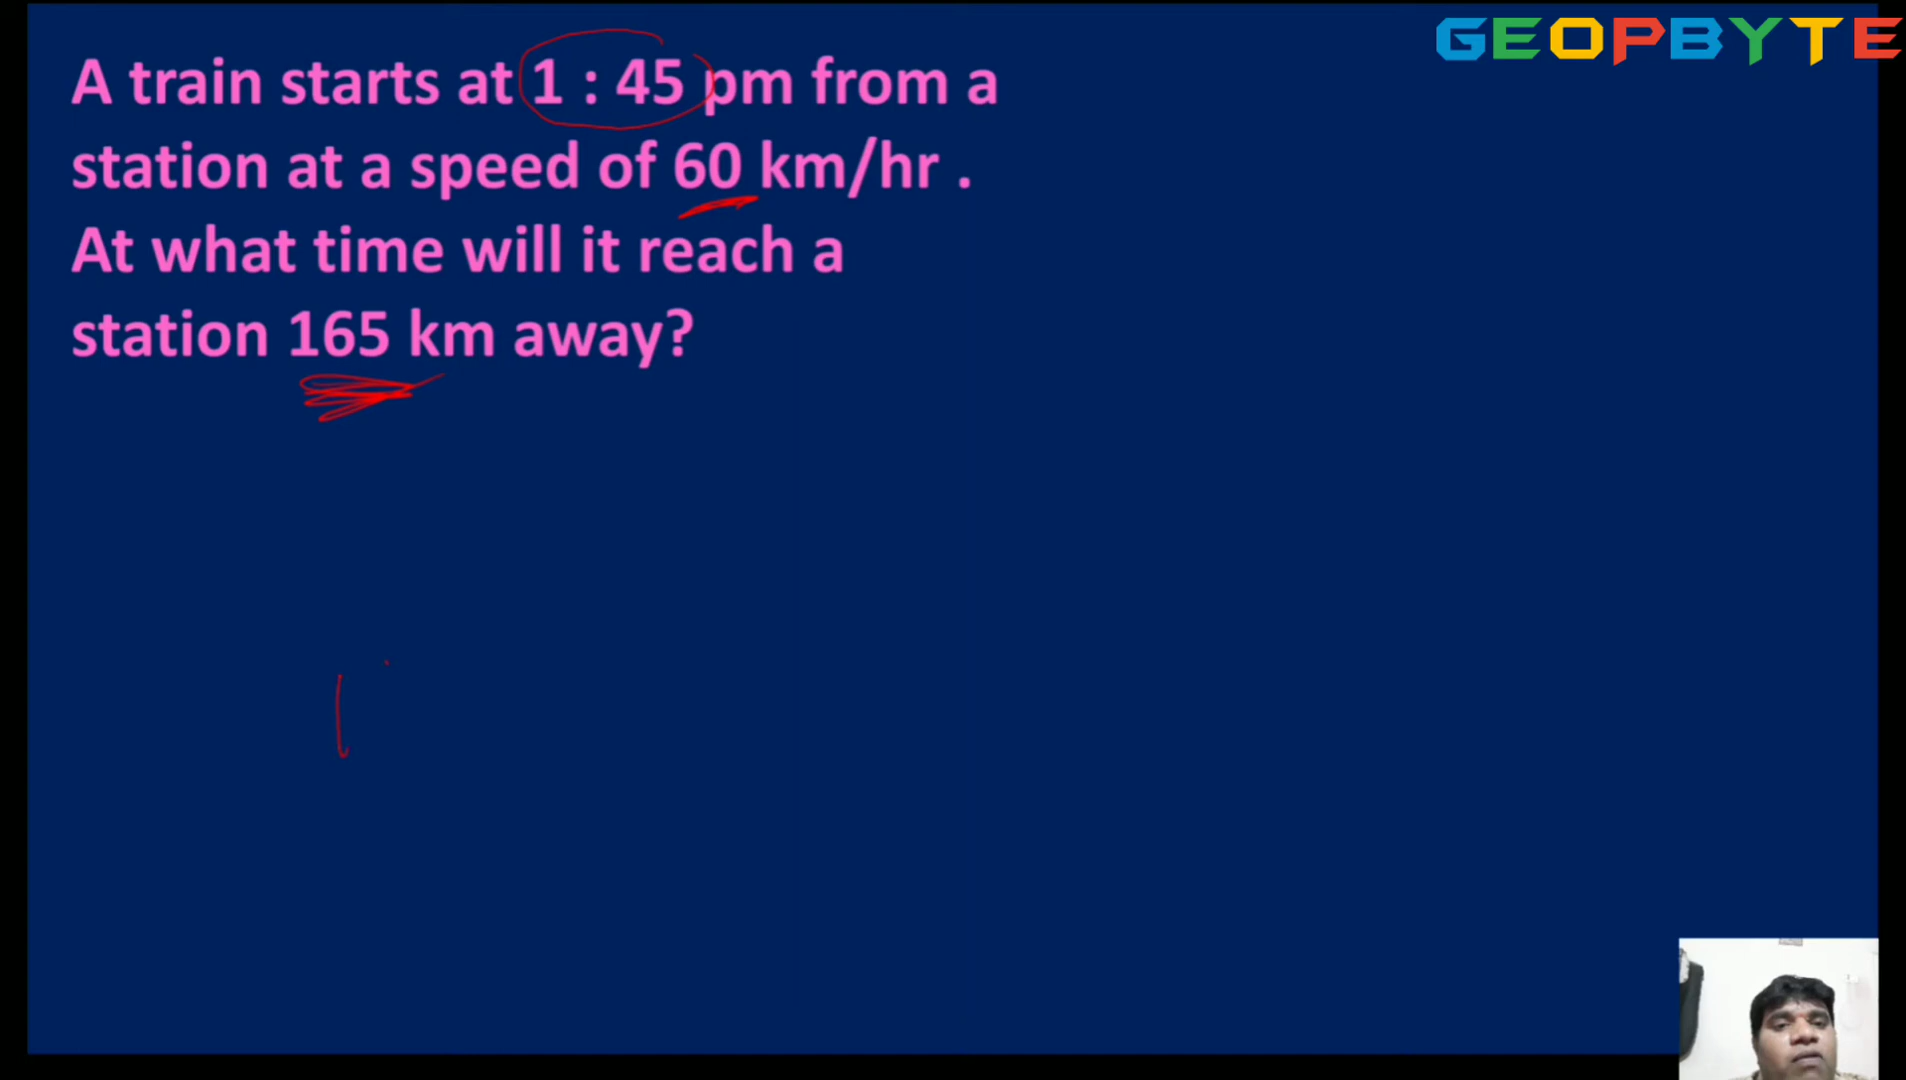 GEOPBYTE
A train starts at 1 : 45 pm from a
station at a speed of 60 km/hr .
At what time will it reach a
station 165 km away?